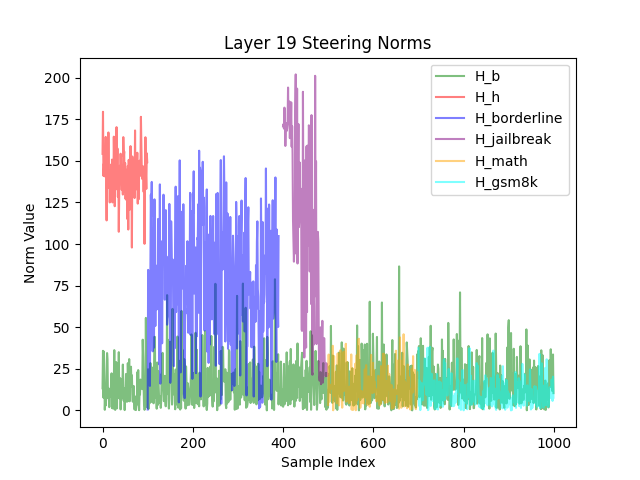 Layer 19 Steering Norms
H_b
H_h
H_borderline
H_jailbreak
H_math
H_gsm8k
Norm Value
200
175
150
125
100
75
50
25
0
0
200
400
600
800
1000
Sample Index